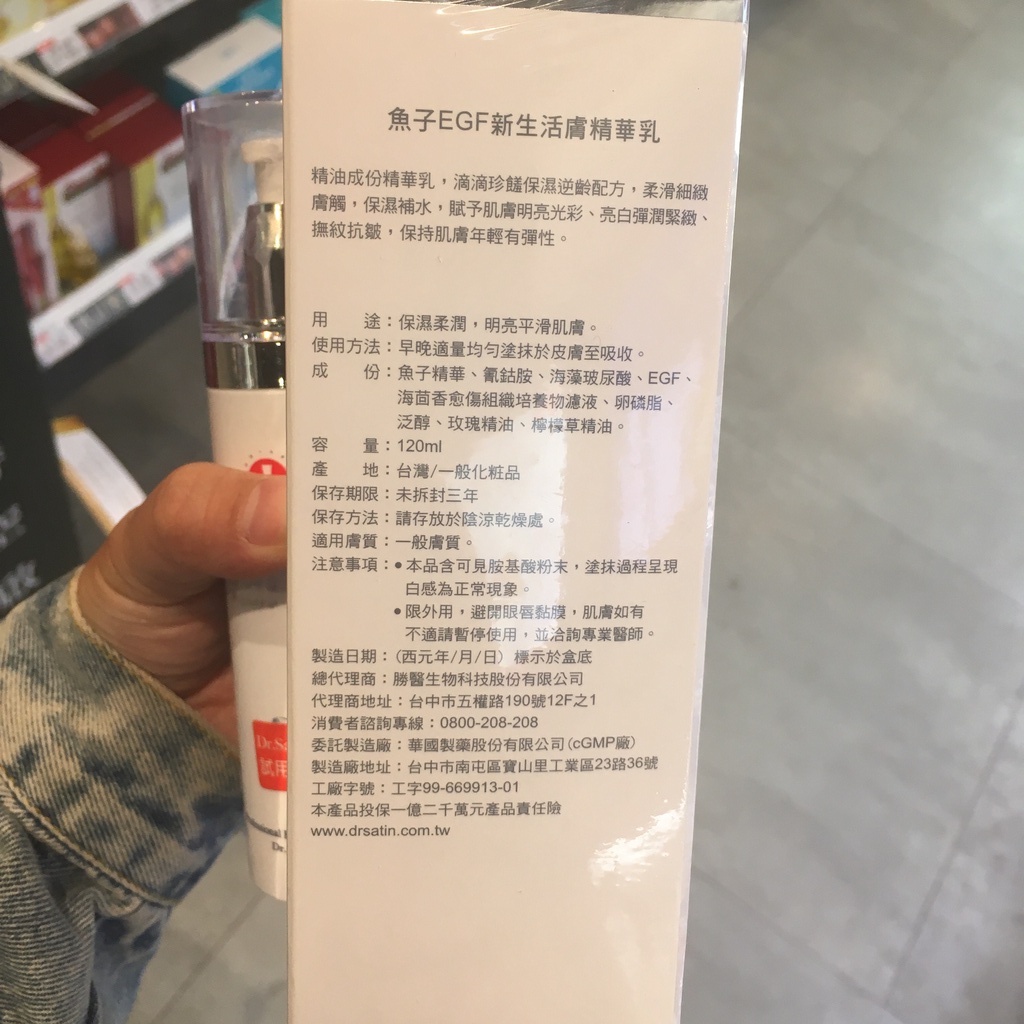 魚子EGF新生活膚精華乳
精油成份精華乳，滴滴珍饈保濕逆齡配方，柔滑細緻
膚觸，保濕補水，賦予肌膚明亮光彩、亮白彈潤緊緻、
撫紋抗皺，保持肌膚年輕有彈性。
用　　途：保濕柔潤，明亮平滑肌膚。
使用方法：早晚適量均勻塗抹於皮膚至吸收。
成　　份：魚子精華、氰鈷胺、海藻玻尿酸、EGF、
海茴香愈傷組織培養物濾液、卵磷脂、
泛醇、玫瑰精油、檸檬草精油。
容　　量：120ml
產　　地：台灣/一般化粧品
保存期限：未拆封三年
保存方法：請存放於陰涼乾燥處。
適用膚質：一般膚質。
注意事項：•本品含可見胺基酸粉末，塗抹過程呈現
白感為正常現象。
•限外用，避開眼唇黏膜，肌膚如有
不適請暫停使用，並洽詢專業醫師。
製造日期：(西元年/月/日) 標示於盒底
總代理商：勝醫生物科技股份有限公司
代理商地址：台中市五權路190號12F之1
消費者諮詢專線：0800-208-208
委託製造廠：華國製藥股份有限公司(cGMP廠)
製造廠地址：台中市南屯區寶山里工業區23路36號
工廠字號：工字99-669913-01
本產品投保一億二千萬元產品責任險
www.drsatin.com.tw
Dr.Sa
試用
Dr.